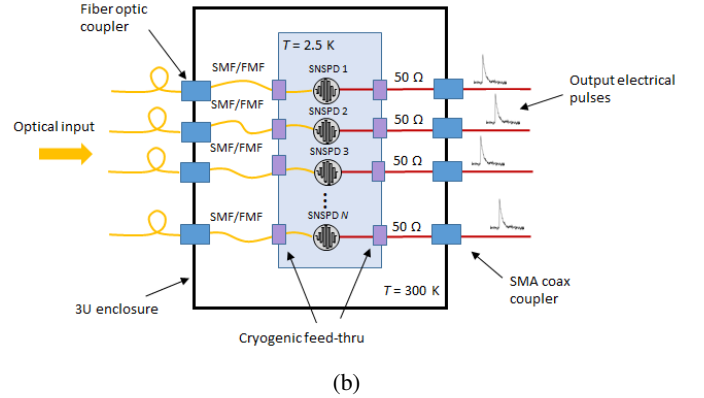 Fiber optic
coupler
T = 2.5 K
SMF/FMF
SNSPD 1
50 Ω
Output electrical
pulses
SMF/FMF
SNSPD 2
50 Ω
Optical input
SMF/FMF
SNSPD 3
50 Ω
SMF/FMF
SNSPD N
50 Ω
SMA coax
coupler
T = 300 K
3U enclosure
Cryogenic feed-thru
(b)